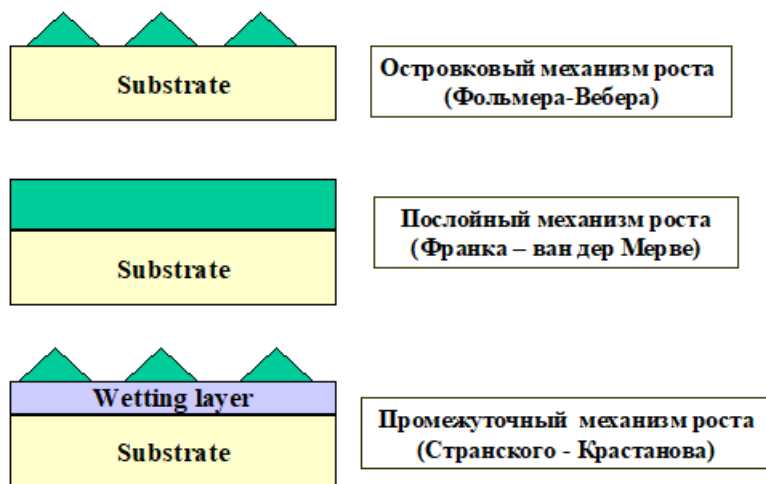 Substrate
Островковый механизм роста
(Фольмера-Вебера)
Substrate
Послойный механизм роста
(Франка – ван дер Мерве)
Wetting layer
Substrate
Промежуточный механизм роста
(Странского - Крастанова)